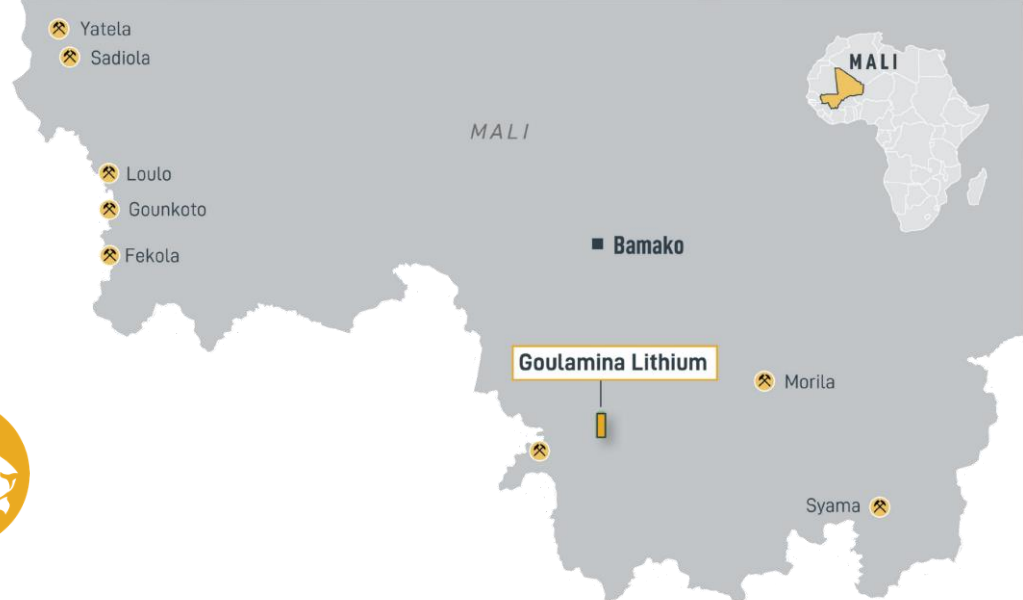 Yatela
Sadiola
MALI
MALI
Loulo
Gounkoto
Bamako
Fekola
Goulamina Lithium
Morila
Syama